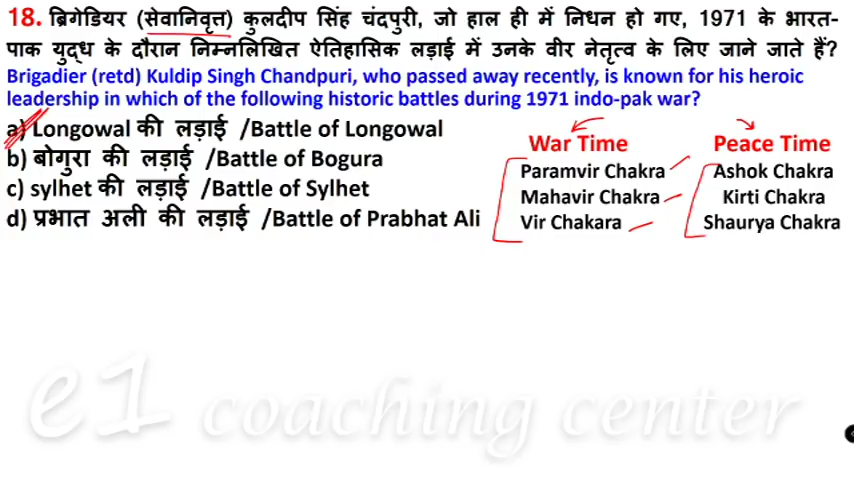 18. ब्रिगेडियर (सेवानिवृत्त) कुलदीप सिंह चंदपुरी, जो हाल ही में निधन हो गए, 1971 के भारत-
पाक युद्ध के दौरान निम्नलिखित ऐतिहासिक लड़ाई में उनके वीर नेतृत्व के लिए जाने जाते हैं?
Brigadier (retd) Kuldip Singh Chandpuri, who passed away recently, is known for his heroic
leadership in which of the following historic battles during 1971 indo-pak war?
a) Longowal की लड़ाई /Battle of Longowal
b) बोगुरा की लड़ाई /Battle of Bogura
c) sylhet की लड़ाई /Battle of Sylhet
d) प्रभात अली की लड़ाई /Battle of Prabhat Ali
War Time
Paramvir Chakra
Mahavir Chakra
Vir Chakara
Peace Time
Ashok Chakra
Kirti Chakra
Shaurya Chakra
e1 coaching center